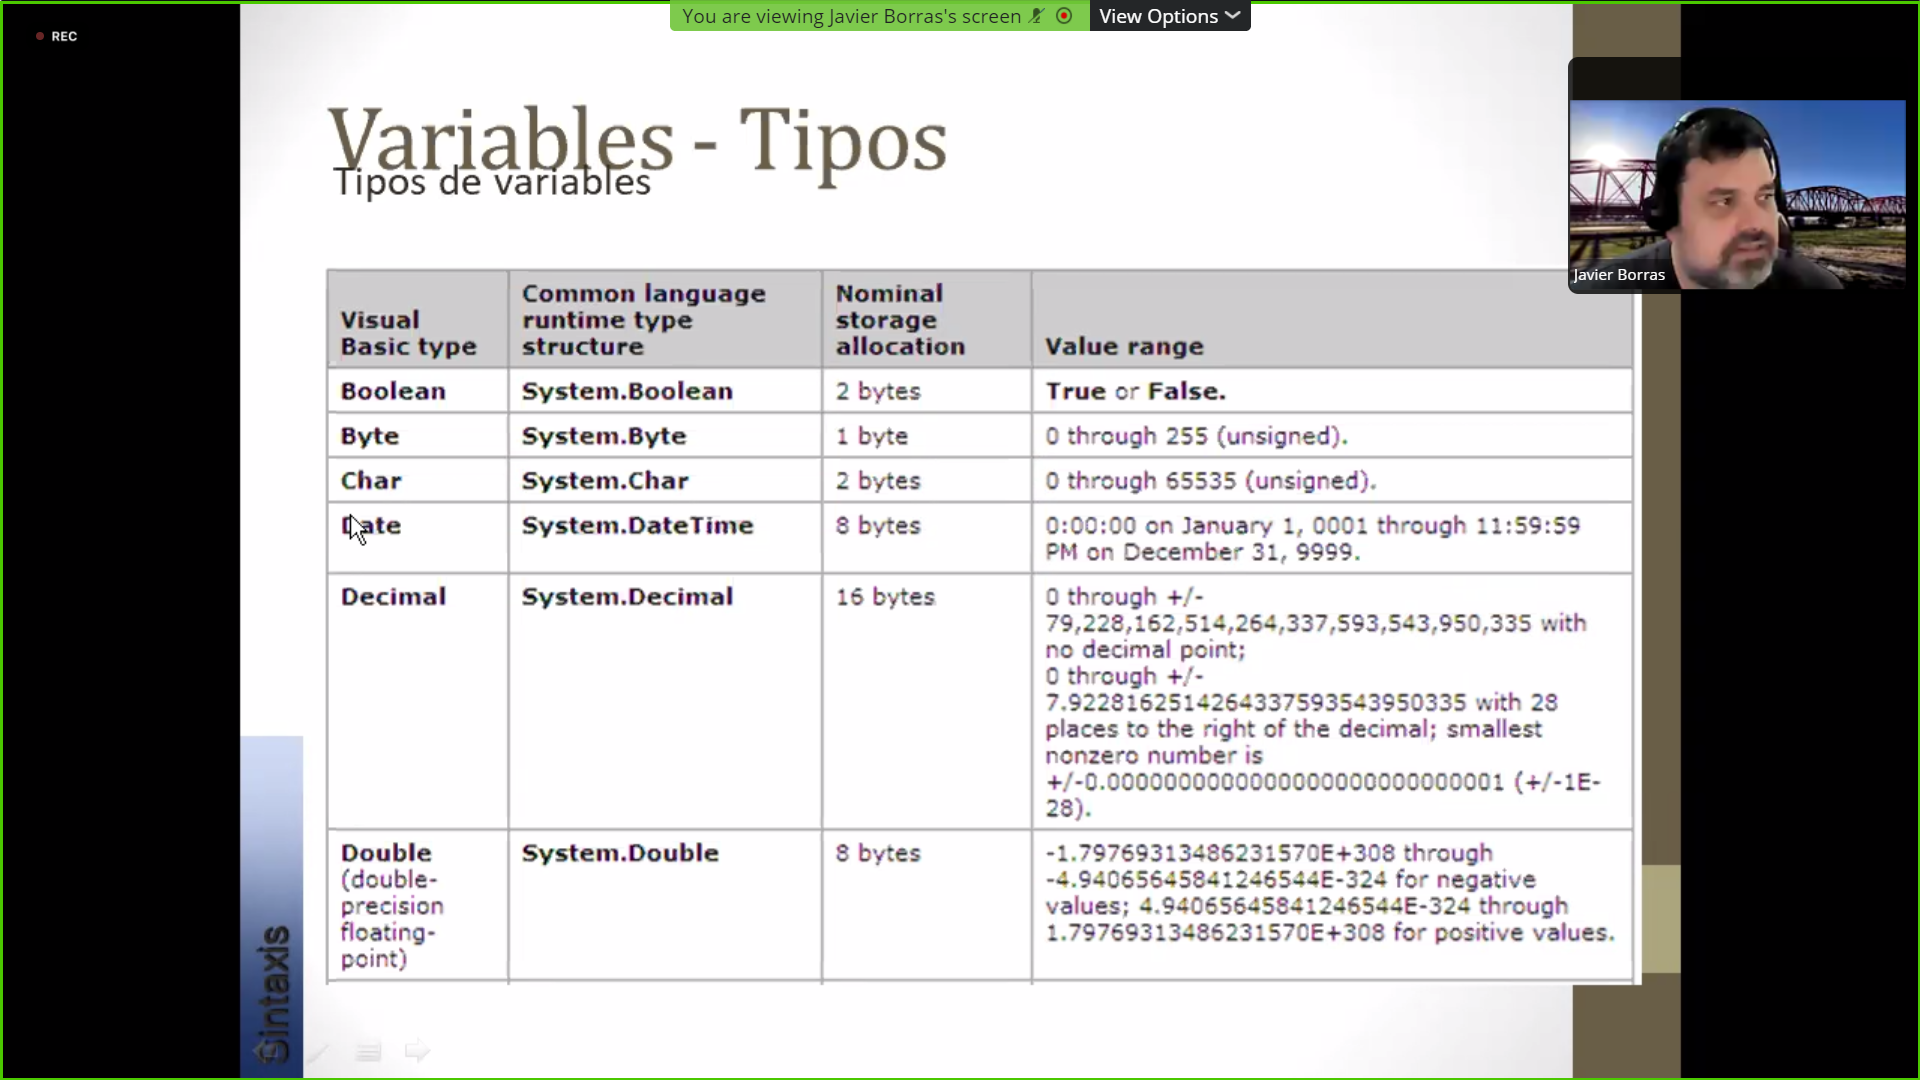 You are viewing Javier Borras's screen
View Options
REC
Variables - Tipos
Tipos de variables
Javier Borras
Visual
Basic type
Common language
runtime type
structure
Nominal
storage
allocation
Value range
Boolean
System.Boolean
2 bytes
True or False.
Byte
System.Byte
1 byte
0 through 255 (unsigned).
Char
System.Char
2 bytes
0 through 65535 (unsigned).
Date
System.DateTime
8 bytes
0:00:00 on January 1, 0001 through 11:59:59
PM on December 31, 9999.
Decimal
System.Decimal
16 bytes
0 through +/-
79,228,162,514,264,337,593,543,950,335 with
no decimal point;
0 through +/-
7.9228162514264337593543950335 with 28
places to the right of the decimal; smallest
nonzero number is
+/-0.0000000000000000000000000001 (+/-1E-
28).
Double
(double-
precision
floating-
point)
System.Double
8 bytes
-1.79769313486231570E+308 through
-4.94065645841246544E-324 for negative
values; 4.94065645841246544E-324 through
1.79769313486231570E+308 for positive values.
Sintaxis